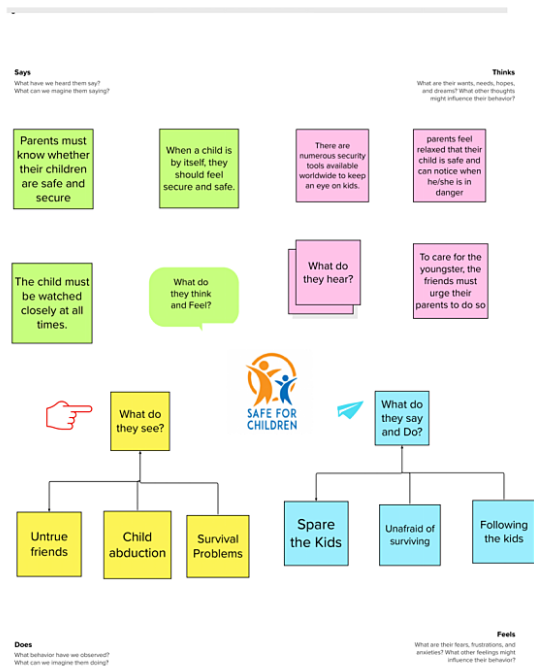 Says
What have we heard them say?
What can we magine them saying?
Thinks
What are their wants, needs, hopes,
and dreams? What other thoughts
might influence their behavior?
Parents must
know whether
their children
are safe and
secure
When a child is
by itself, they
should feel
secure and safe.
There are
numerous security
tools available
worldwide to keep
an eye on kids.
parents feel
relaxed that their
child is safe and
can notice when
he/she is in
danger
The child must
be watched
closely at all
times.
What do
they think
and Feel?
What do
they hear?
To care for the
youngster, the
friends must
urge their
parents to do so
SAFE FOR
CHILDREN
What do
they see?
What do
they say
and Do?
Untrue
friends
Child
abduction
Survival
Problems
Spare
the Kids
Unafraid of
surviving
Following
the kids
Does
What behavior have we observed?
What can we imagine them doing?
Feels
What are their fears, frustrations, and
anxieties? What other feelings might
influence their behavior?